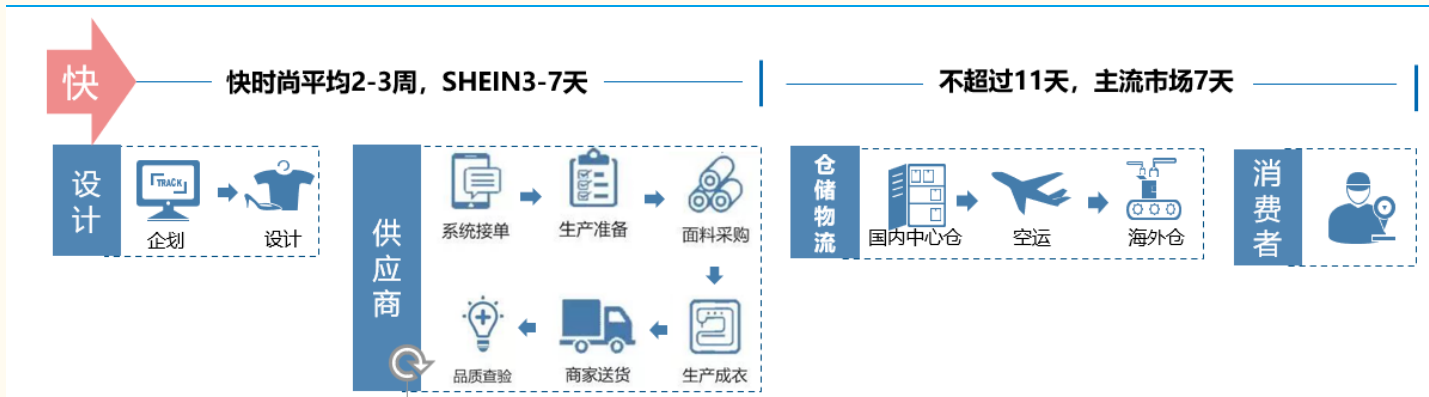 快
快时尚平均2-3周，SHEIN3-7天
不超过11天，主流市场7天
设计
TRACK
企划
设计
供应商
系统接单
生产准备
面料采购
品质查验
商家送货
生产成衣
仓储物流
国内中心仓
空运
海外仓
消费者